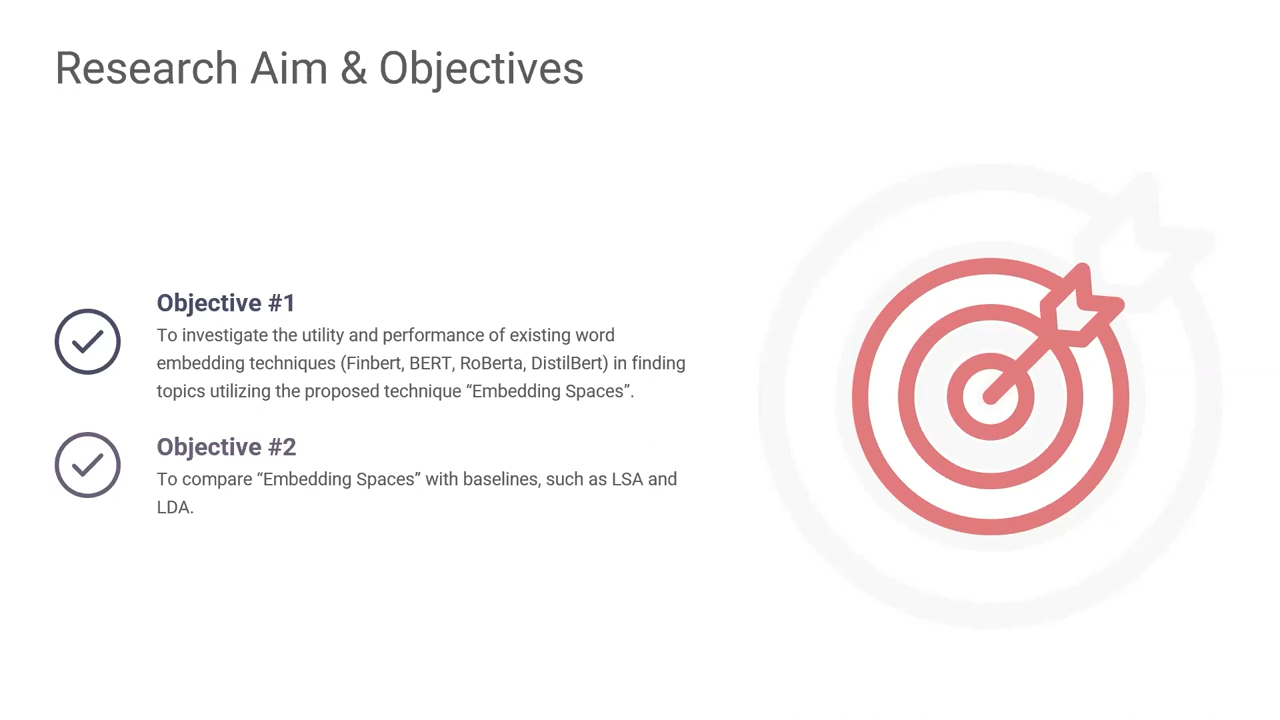 Research Aim & Objectives
Objective #1
To investigate the utility and performance of existing word
embedding techniques (Finbert, BERT, RoBerta, DistilBert) in finding
topics utilizing the proposed technique “Embedding Spaces”.
Objective #2
To compare “Embedding Spaces” with baselines, such as LSA and
LDA.